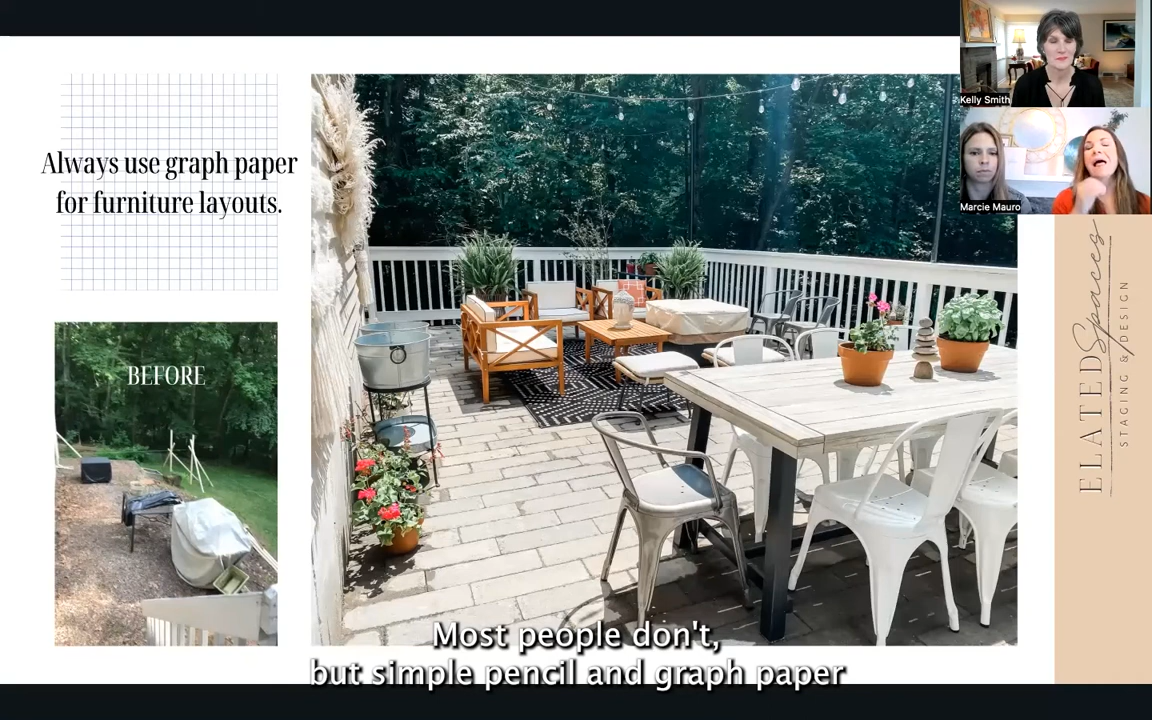 Always use graph paper
for furniture layouts.
BEFORE
Kelly Smith
Marcie Mauro
ELATED Spaces
STAGING & DESIGN
Most people don't,
but simple pencil and graph paper